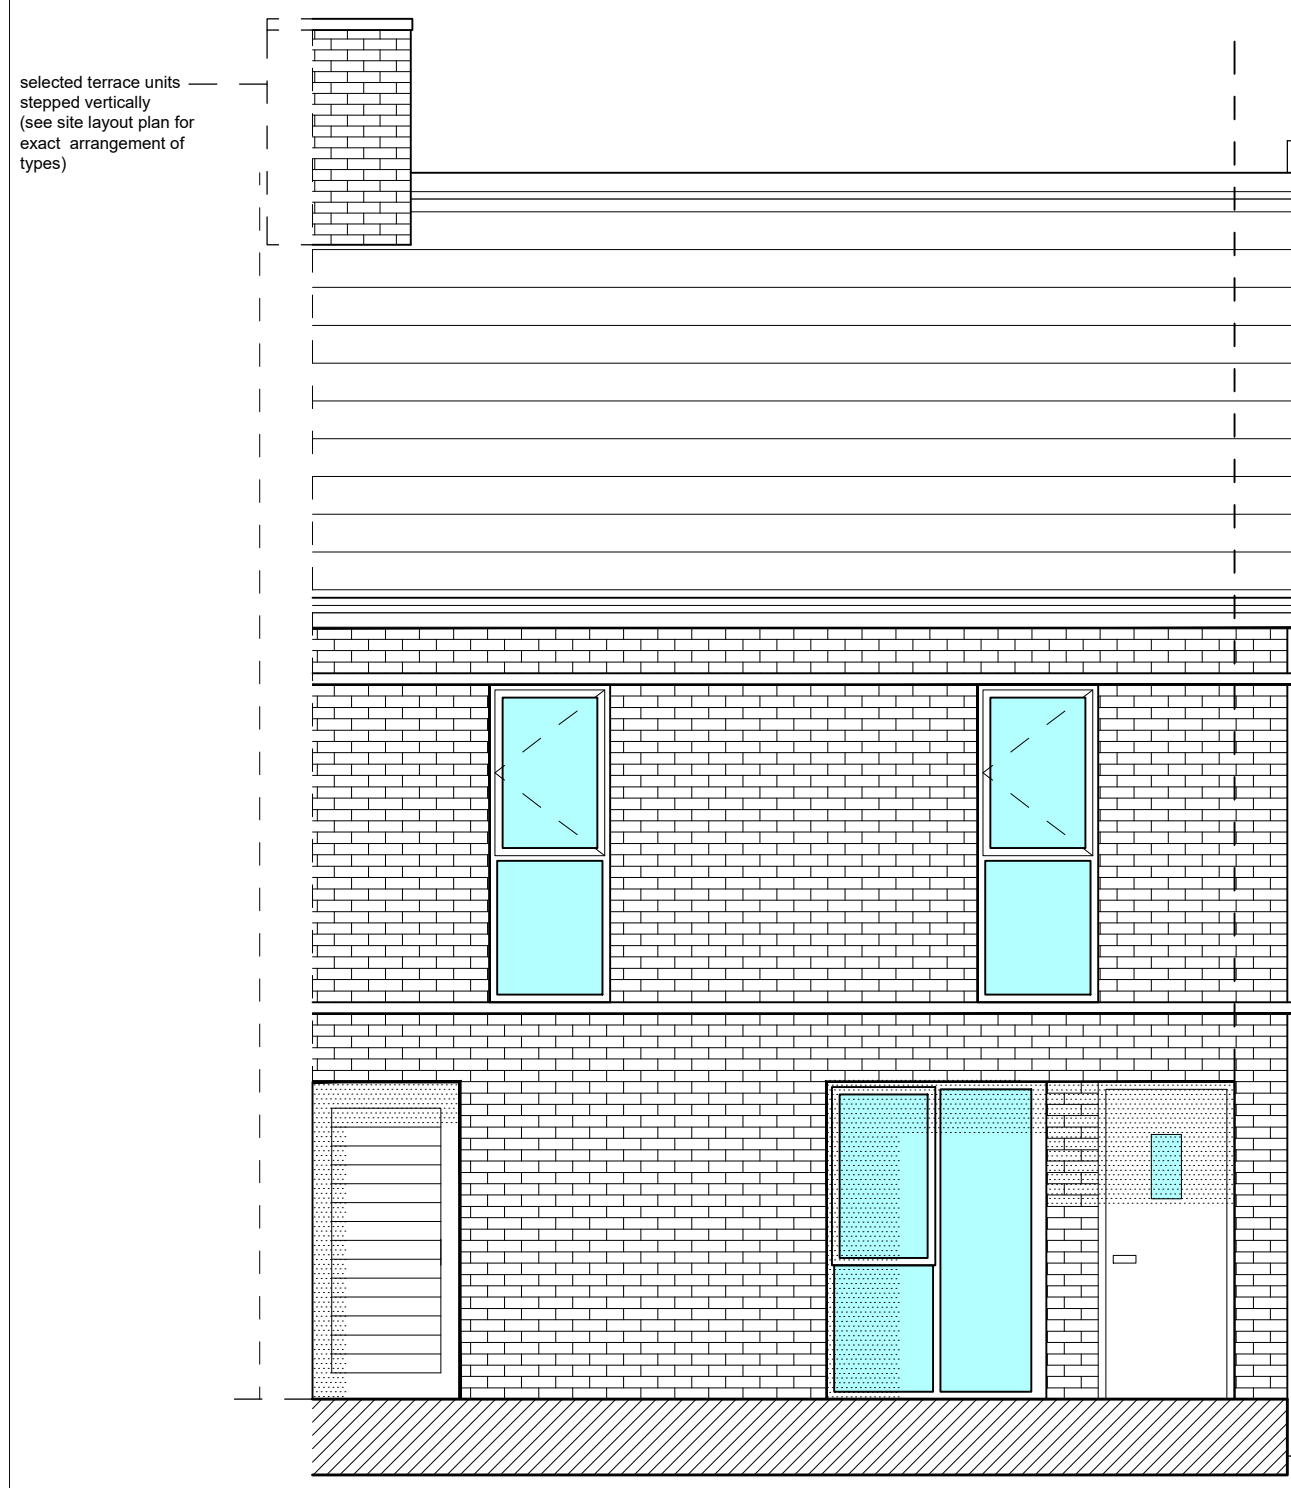 selected terrace units
stepped vertically
(see site layout plan for
exact  arrangement of
types)